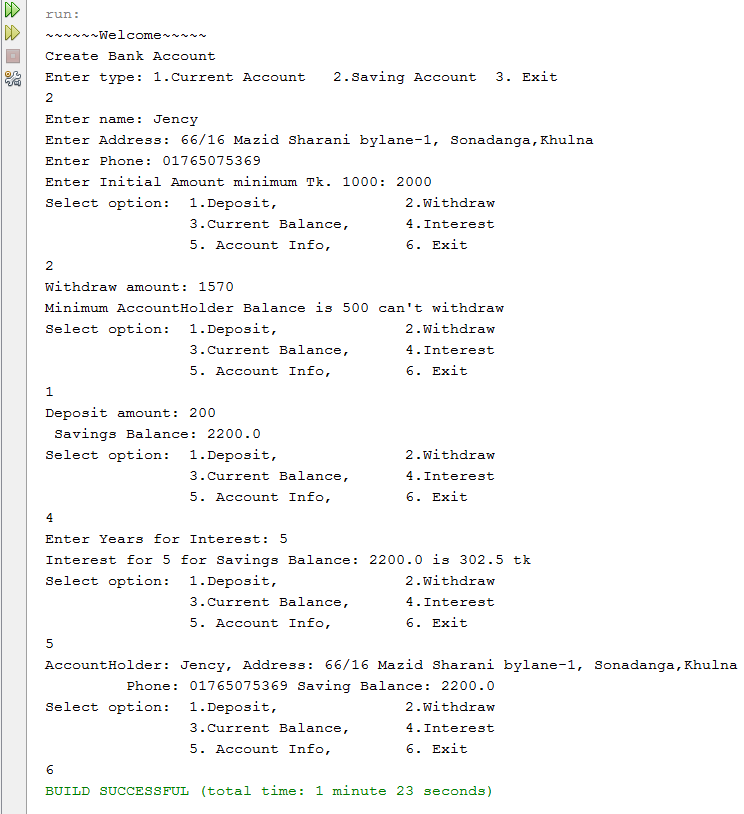 run:
~~~~~~Welcome~~~~~
Create Bank Account
Enter type: 1.Current Account   2.Saving Account  3. Exit
2
Enter name: Jency
Enter Address: 66/16 Mazid Sharani bylane-1, Sonadanga,Khulna
Enter Phone: 01765075369
Enter Initial Amount minimum Tk. 1000: 2000
Select option:  1.Deposit,              2.Withdraw
                3.Current Balance,      4.Interest
                5. Account Info,        6. Exit
2
Withdraw amount: 1570
Minimum AccountHolder Balance is 500 can't withdraw
Select option:  1.Deposit,              2.Withdraw
                3.Current Balance,      4.Interest
                5. Account Info,        6. Exit
1
Deposit amount: 200
 Savings Balance: 2200.0
Select option:  1.Deposit,              2.Withdraw
                3.Current Balance,      4.Interest
                5. Account Info,        6. Exit
4
Enter Years for Interest: 5
Interest for 5 for Savings Balance: 2200.0 is 302.5 tk
Select option:  1.Deposit,              2.Withdraw
                3.Current Balance,      4.Interest
                5. Account Info,        6. Exit
5
AccountHolder: Jency, Address: 66/16 Mazid Sharani bylane-1, Sonadanga,Khulna
         Phone: 01765075369 Saving Balance: 2200.0
Select option:  1.Deposit,              2.Withdraw
                3.Current Balance,      4.Interest
                5. Account Info,        6. Exit
6
BUILD SUCCESSFUL (total time: 1 minute 23 seconds)